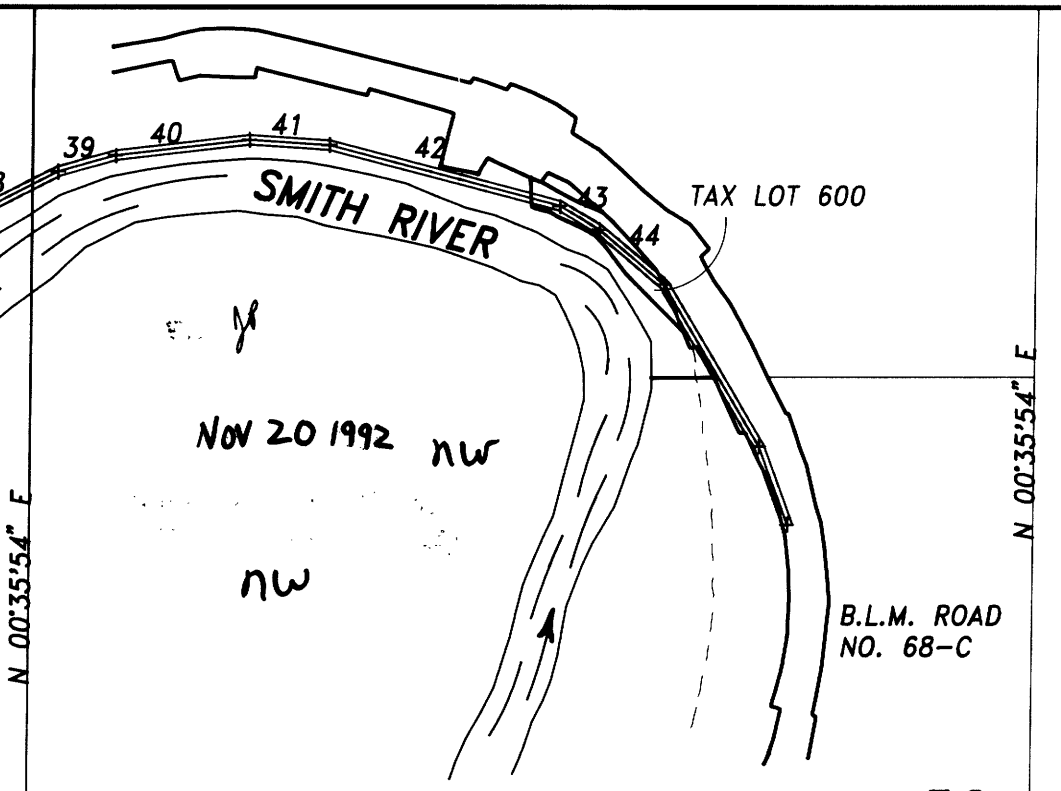 39
40
41
42
43
44
SMITH RIVER
TAX LOT 600
NOV 20 1992
nw
nw
N 00°35'54" E
N 00°35'54" E
B.L.M. ROAD
NO. 68-C